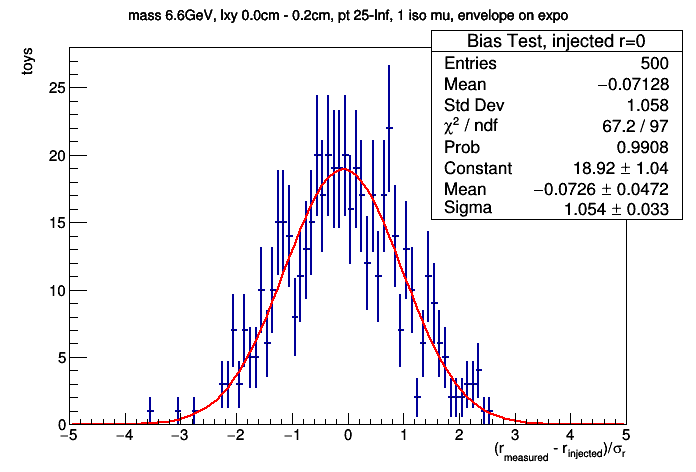 mass 6.6GeV, lxy 0.0cm - 0.2cm, pt 25-Inf, 1 iso mu, envelope on expo
toys
Bias Test, injected r=0
Entries 500
Mean −0.07128
Std Dev 1.058
χ² / ndf 67.2 / 97
Prob 0.9908
Constant 18.92 ± 1.04
Mean −0.0726 ± 0.0472
Sigma 1.054 ± 0.033
25
20
15
10
5
0
−5 −4 −3 −2 −1 0 1 2 3 4 5
(r_measured - r_injected)/σ_r